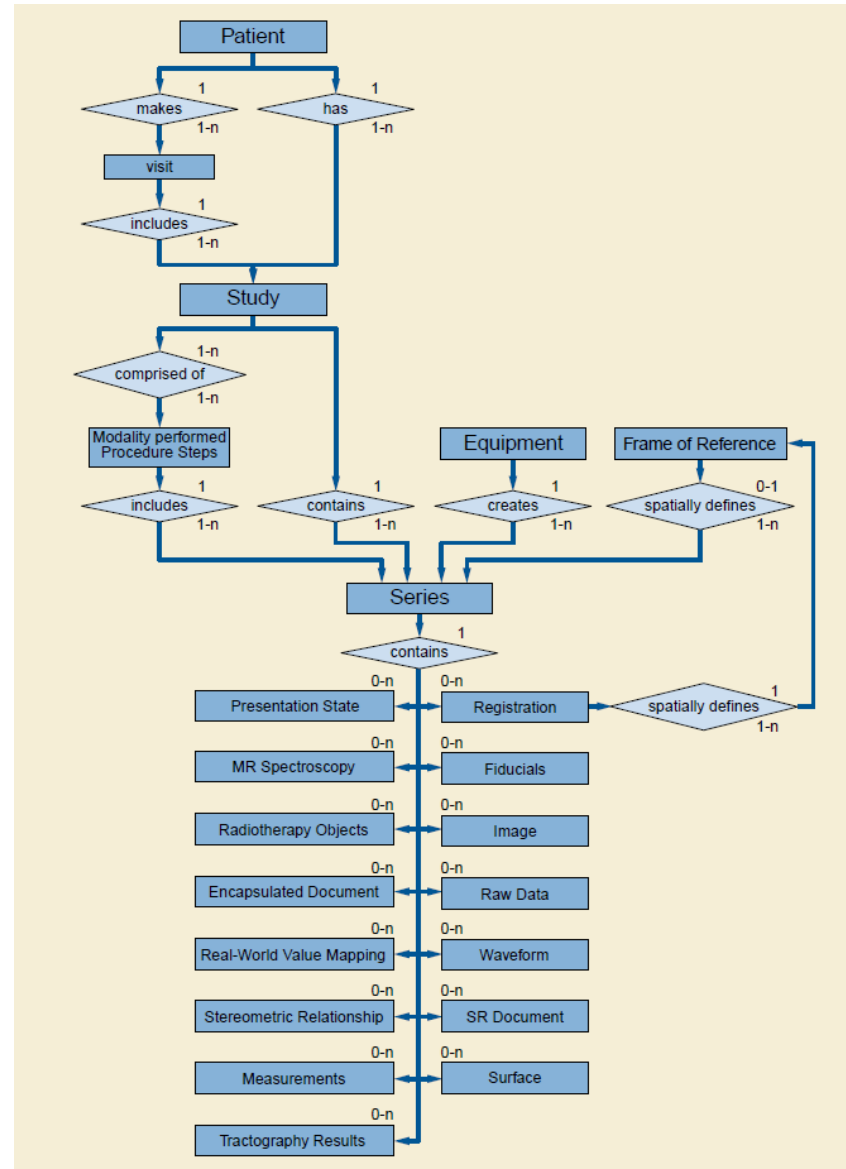 Patient
1
1
makes
has
1-n
1-n
visit
1
includes
1-n
Study
1-n
comprised of
1-n
Modality performed
Procedure Steps
Equipment
Frame of Reference
1
1
1
0-1
includes
contains
creates
spatially defines
1-n
1-n
1-n
1-n
Series
1
contains
0-n
0-n
1
Presentation State
Registration
spatially defines
1-n
0-n
0-n
MR Spectroscopy
Fiducials
0-n
0-n
Radiotherapy Objects
Image
0-n
0-n
Encapsulated Document
Raw Data
0-n
0-n
Real-World Value Mapping
Waveform
0-n
0-n
Stereometric Relationship
SR Document
0-n
0-n
Measurements
Surface
0-n
Tractography Results